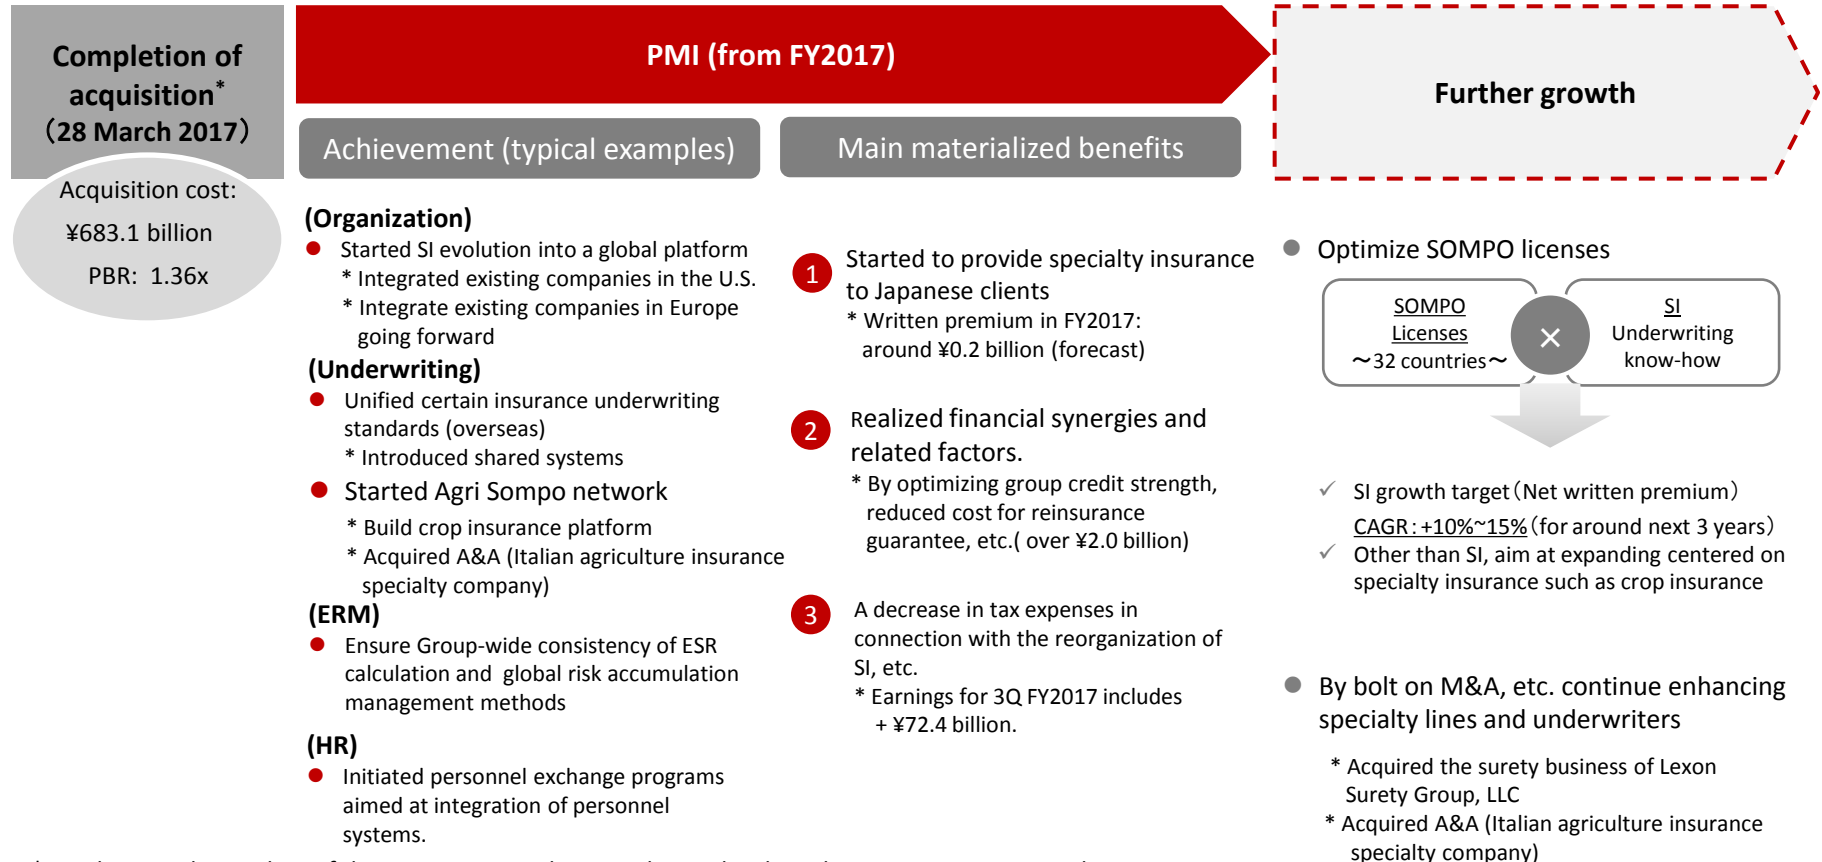 Completion of
acquisition*
（28 March 2017）
Acquisition cost:
¥683.1 billion
PBR: 1.36x
PMI (from FY2017)
Achievement (typical examples)
(Organization)
● Started SI evolution into a global platform
* Integrated existing companies in the U.S.
* Integrate existing companies in Europe
going forward
(Underwriting)
● Unified certain insurance underwriting
standards (overseas)
* Introduced shared systems
● Started Agri Sompo network
* Build crop insurance platform
* Acquired A&A (Italian agriculture insurance
specialty company)
(ERM)
● Ensure Group-wide consistency of ESR
calculation and global risk accumulation
management methods
(HR)
● Initiated personnel exchange programs
aimed at integration of personnel
systems.
Main materialized benefits
1 Started to provide specialty insurance
to Japanese clients
* Written premium in FY2017:
around ¥0.2 billion (forecast)
2 Realized financial synergies and
related factors.
* By optimizing group credit strength,
reduced cost for reinsurance
guarantee, etc.( over ¥2.0 billion)
3 A decrease in tax expenses in
connection with the reorganization of
SI, etc.
* Earnings for 3Q FY2017 includes
+ ¥72.4 billion.
Further growth
● Optimize SOMPO licenses
SOMPO
Licenses
～32 countries～
×
SI
Underwriting
know-how
✓ SI growth target（Net written premium）
CAGR：+10%~15%（for around next 3 years）
✓ Other than SI, aim at expanding centered on
specialty insurance such as crop insurance
● By bolt on M&A, etc. continue enhancing
specialty lines and underwriters
* Acquired the surety business of Lexon
Surety Group, LLC
* Acquired A&A (Italian agriculture insurance
specialty company)